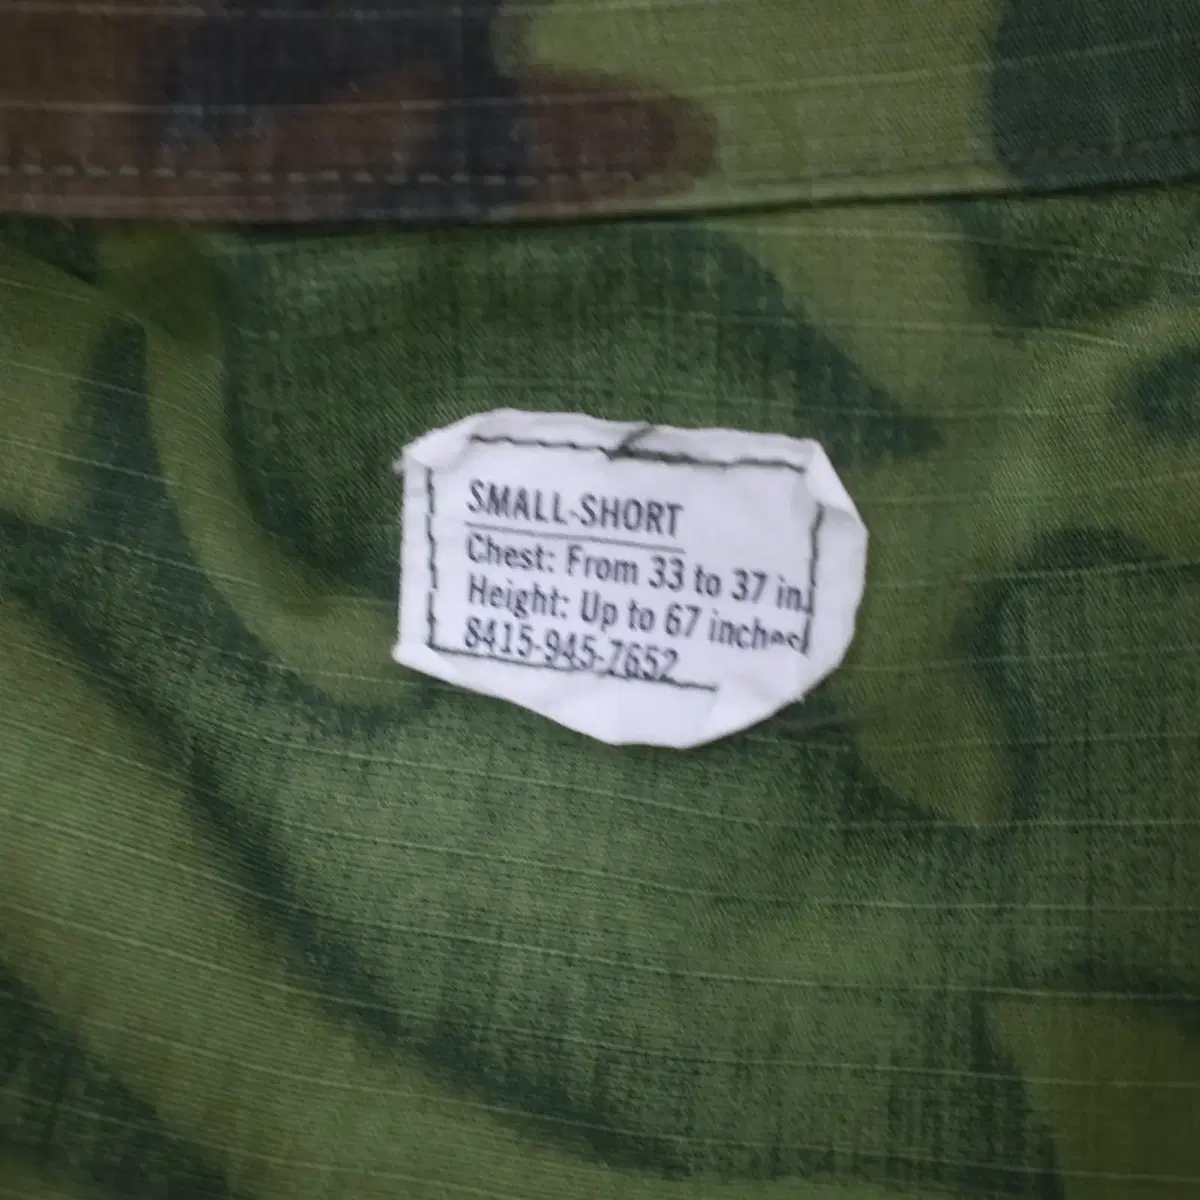 SMALL-SHORT
Chest: From 33 to 37 in.
Height: Up to 67 inches
8415-945-7652